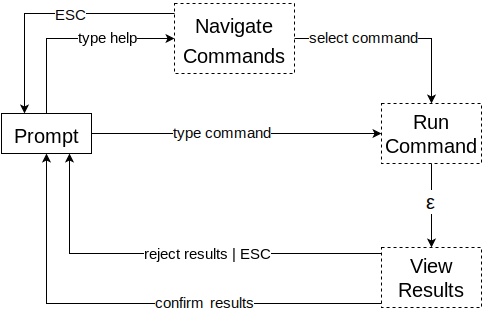 ESC
Navigate
Commands
type help
select command
Prompt
type command
Run
Command
ε
reject results | ESC
View
Results
confirm results